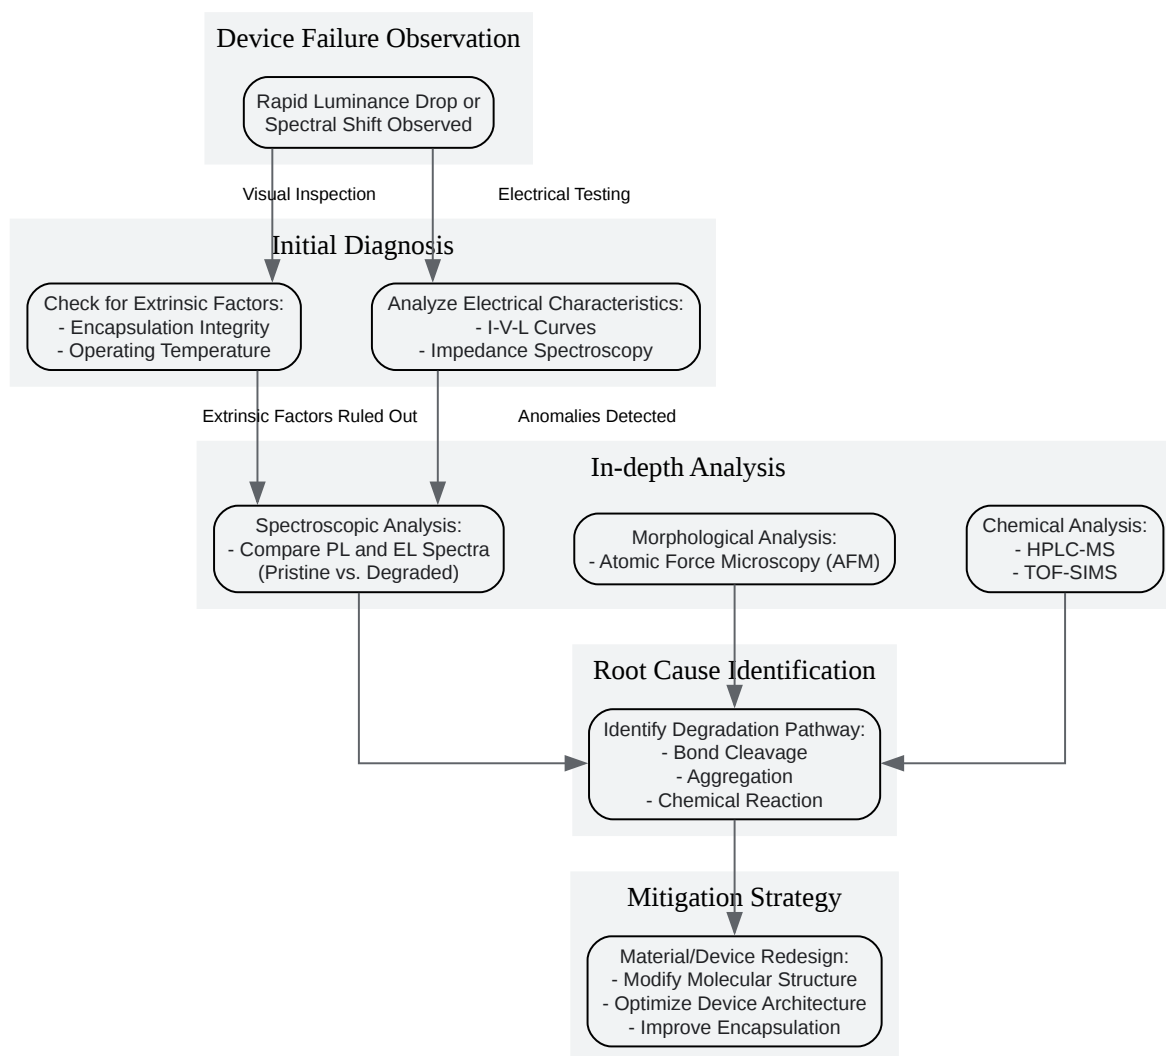 Device Failure Observation
Rapid Luminance Drop or
Spectral Shift Observed
Visual Inspection
Electrical Testing
Initial Diagnosis
Check for Extrinsic Factors:
- Encapsulation Integrity
- Operating Temperature
Analyze Electrical Characteristics:
- I-V-L Curves
- Impedance Spectroscopy
Extrinsic Factors Ruled Out
Anomalies Detected
In-depth Analysis
Spectroscopic Analysis:
- Compare PL and EL Spectra
(Pristine vs. Degraded)
Morphological Analysis:
- Atomic Force Microscopy (AFM)
Chemical Analysis:
- HPLC-MS
- TOF-SIMS
Root Cause Identification
Identify Degradation Pathway:
- Bond Cleavage
- Aggregation
- Chemical Reaction
Mitigation Strategy
Material/Device Redesign:
- Modify Molecular Structure
- Optimize Device Architecture
- Improve Encapsulation